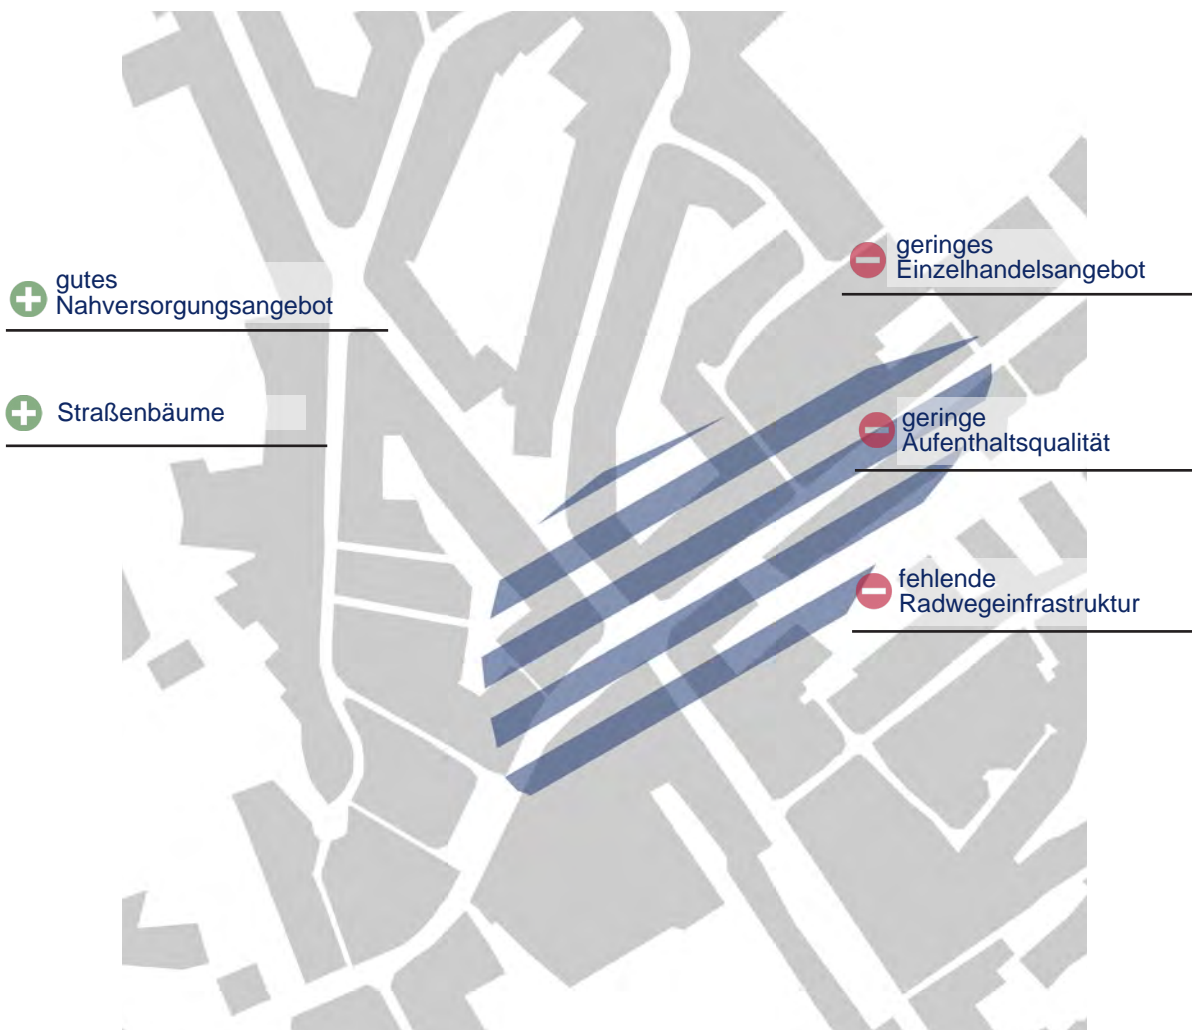 gutes
Nahversorgungsangebot
Straßenbäume
geringes
Einzelhandelsangebot
geringe
Aufenthaltsqualität
fehlende
Radwegeinfrastruktur